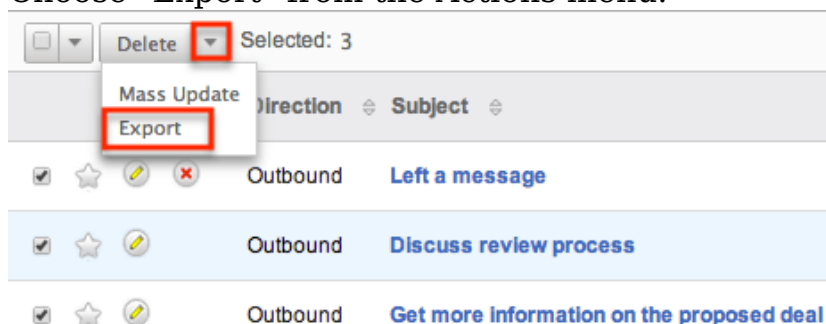 Choose "Export" from the Actions menu.
Delete Selected: 3
Mass Update
Direction Subject
Export
Outbound Left a message
Outbound Discuss review process
Outbound Get more information on the proposed deal